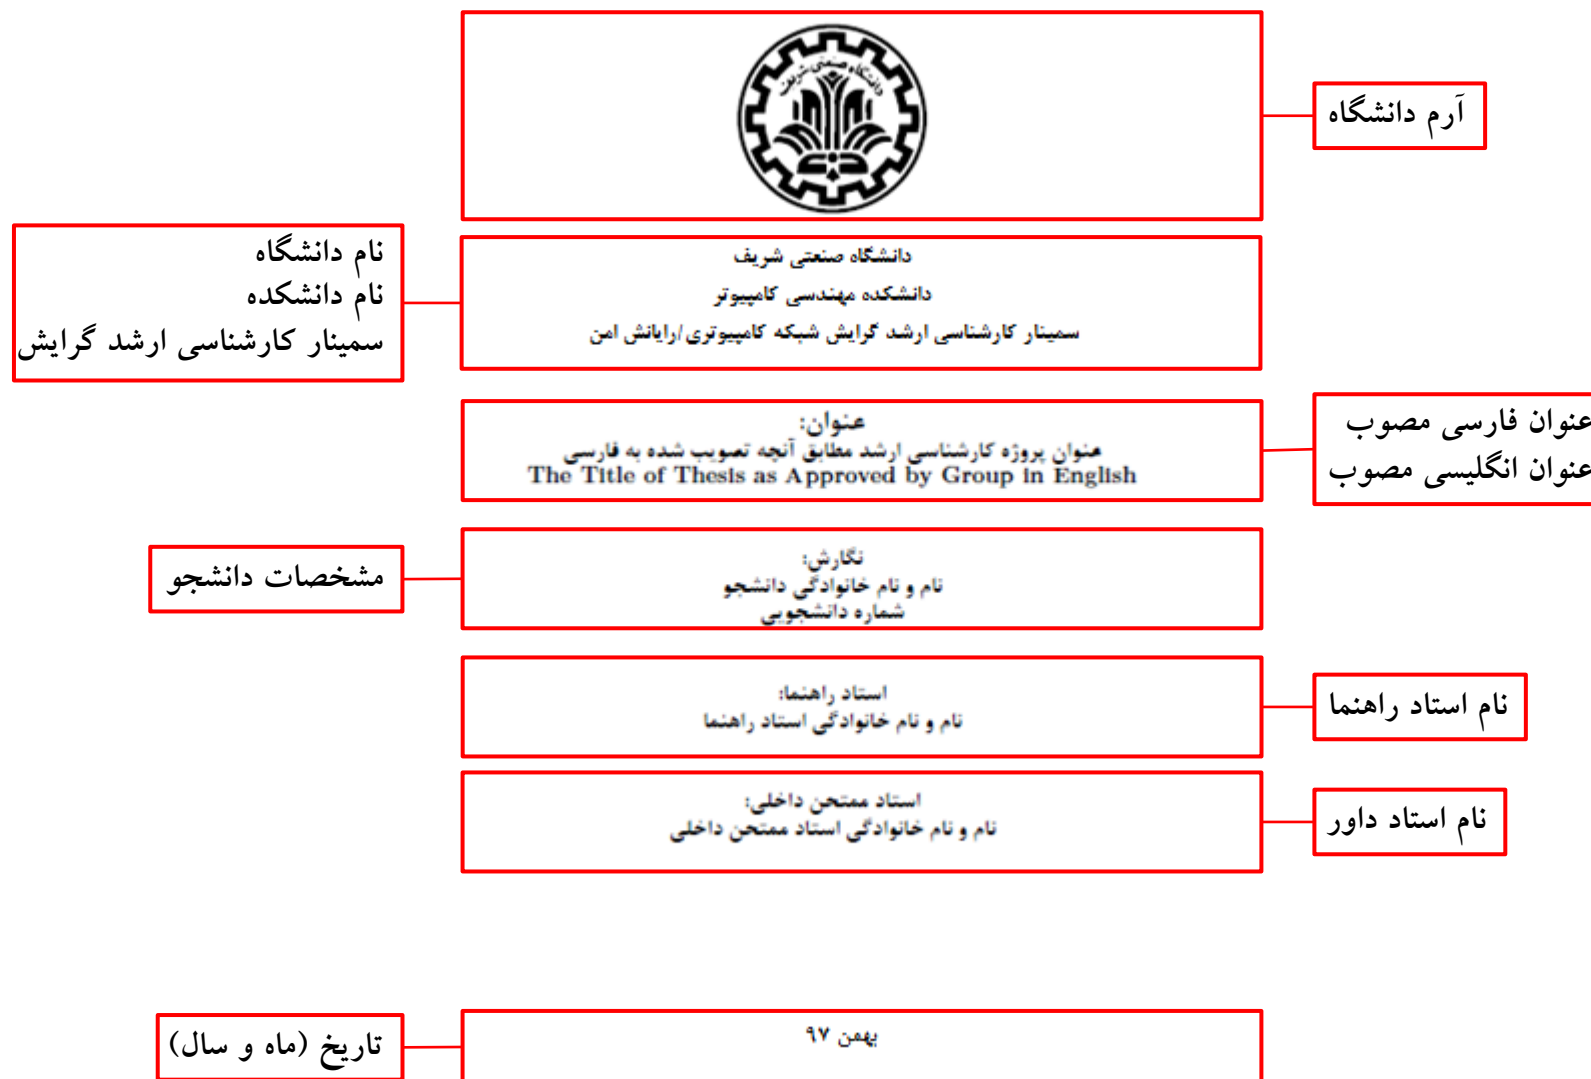 دانشگاه صنعتی شریف
آرم دانشگاه
نام دانشگاه
نام دانشکده
سمینار کارشناسی ارشد گرایش
دانشگاه صنعتی شریف
دانشکده مهندسی کامپیوتر
سمینار کارشناسی ارشد گرایش شبکه کامپیوتری/رایانش امن
عنوان:
عنوان پروژه کارشناسی ارشد مطابق آنچه تصویب شده به فارسی
The Title of Thesis as Approved by Group in English
عنوان فارسی مصوب
عنوان انگلیسی مصوب
مشخصات دانشجو
نگارش:
نام و نام خانوادگی دانشجو
شماره دانشجویی
استاد راهنما:
نام و نام خانوادگی استاد راهنما
نام استاد راهنما
استاد ممتحن داخلی:
نام و نام خانوادگی استاد ممتحن داخلی
نام استاد داور
تاریخ (ماه و سال)
بهمن ۹۷